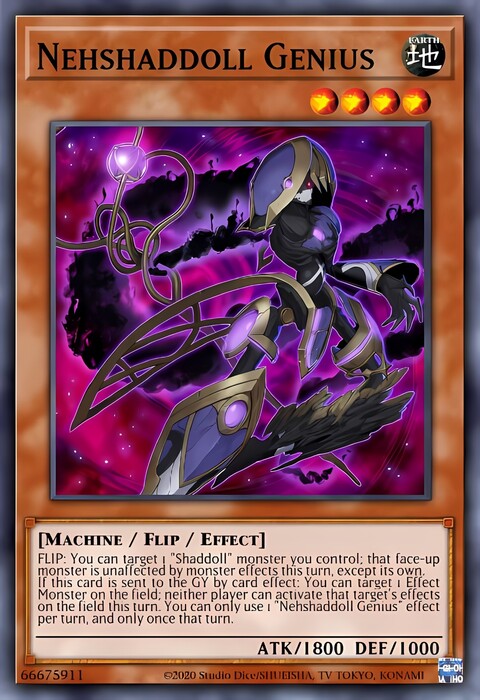 NEHSHADDOLL GENIUS
EARTH
地
[MACHINE / FLIP / EFFECT]
FLIP: You can target 1 "Shaddoll" monster you control; that face-up
monster is unaffected by monster effects this turn, except its own.
If this card is sent to the GY by card effect: You can target 1 Effect
Monster on the field; neither player can activate that target's effects
on the field this turn. You can only use 1 "Nehshaddoll Genius" effect
per turn, and only once that turn.
ATK/1800 DEF/1000
66675911 ©2020 Studio Dice/SHUEISHA, TV TOKYO, KONAMI